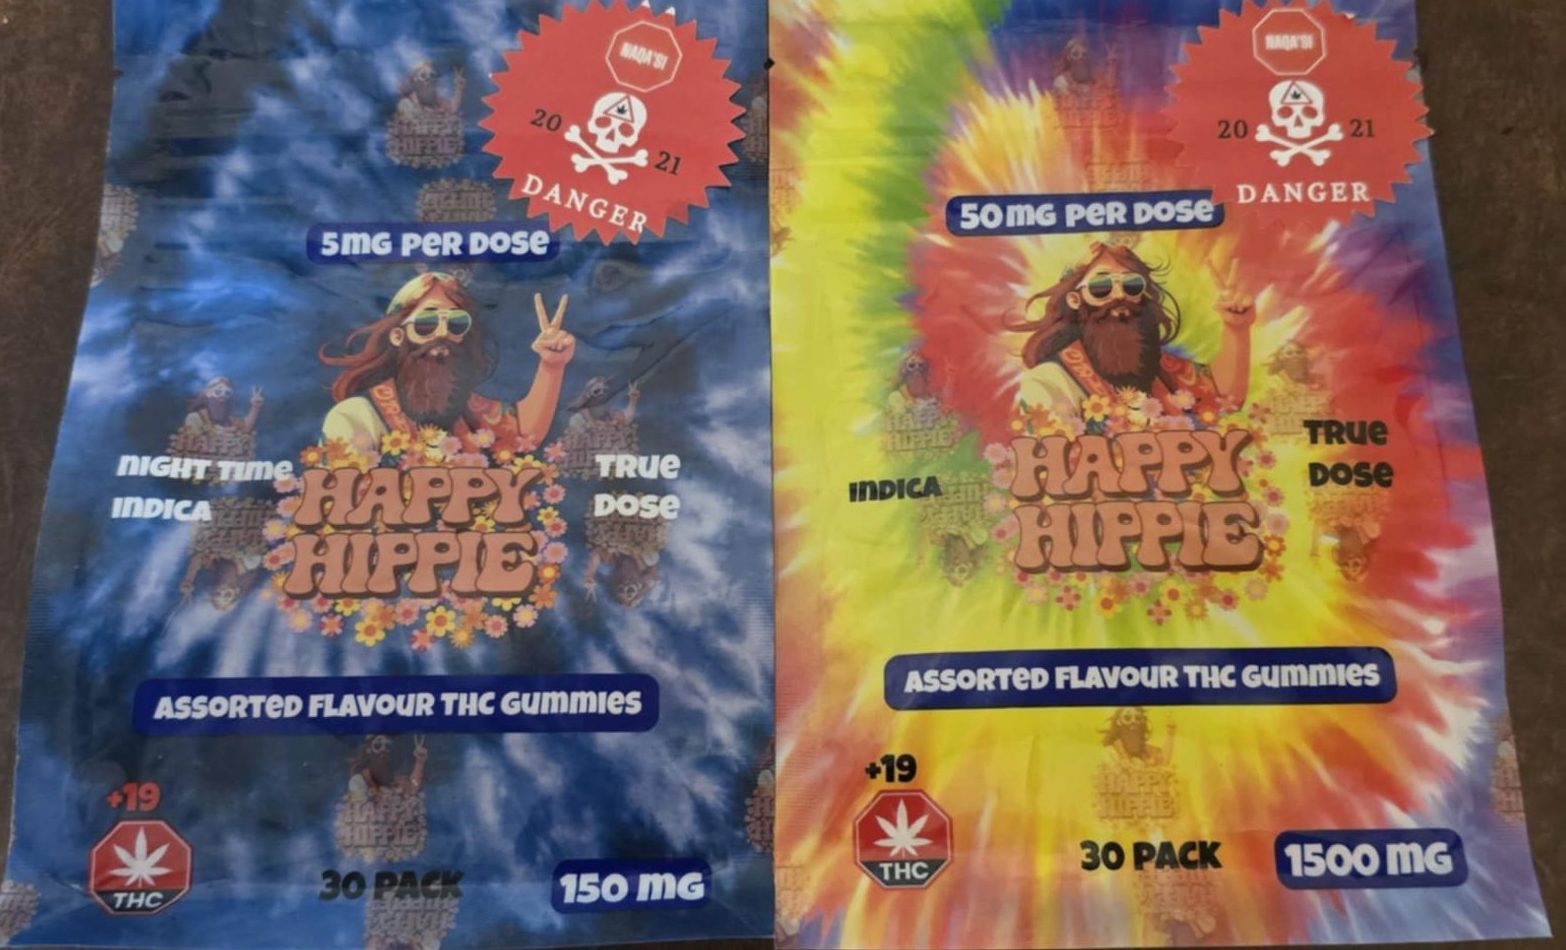 NAQA'SI
20 21
DANGER
5mg PER DOSE
NIGHT TIME
INDICA
TRUE
DOSE
HAPPY
HIPPIE
ASSORTED FLAVOUR THC GUMMIES
+19
THC
30 PACK
150 mg
NAQA'SI
20 21
DANGER
50mg PER DOSE
INDICA
TRUE
DOSE
HAPPY
HIPPIE
ASSORTED FLAVOUR THC GUMMIES
+19
THC
30 PACK
1500 mg